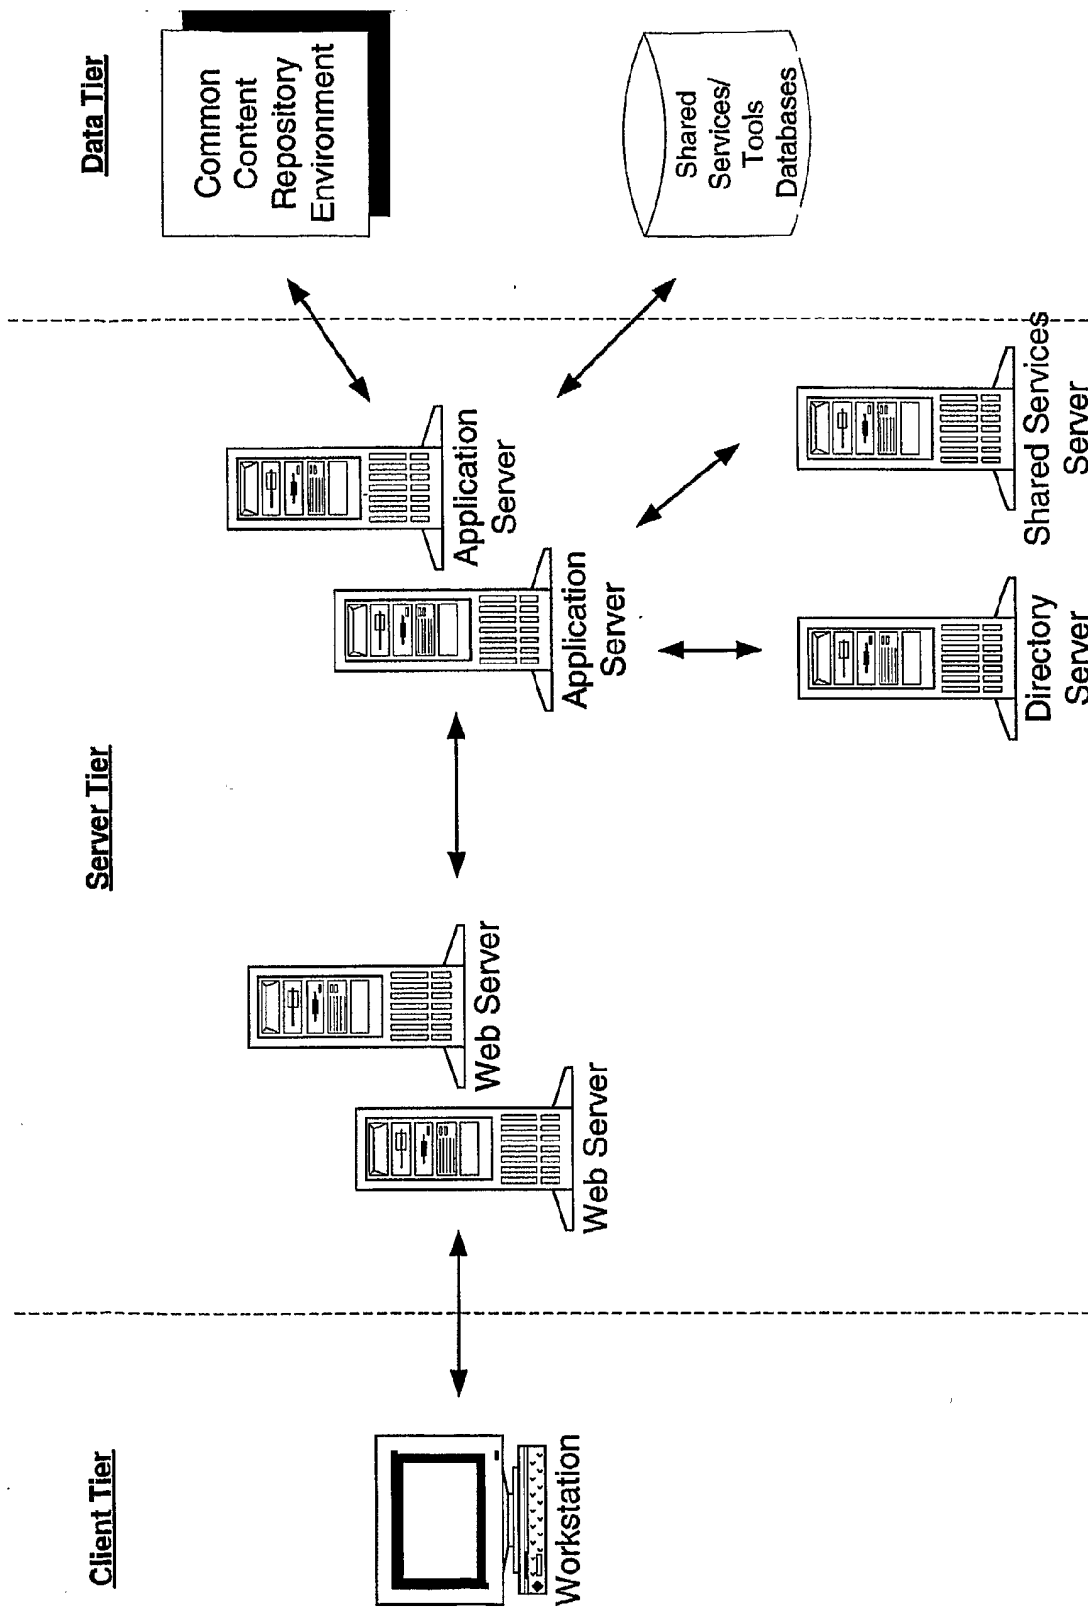 Client Tier
Server Tier
Data Tier
Workstation
Web Server
Web Server
Application
Server
Application
Server
Directory
Server
Shared Services
Server
Common
Content
Repository
Environment
Shared
Services/
Tools
Databases